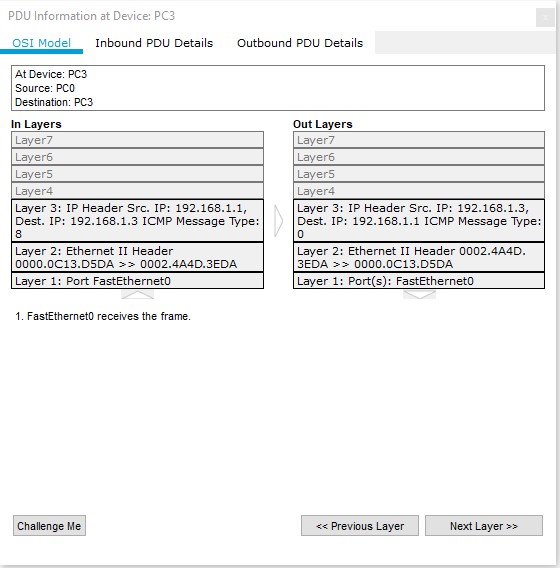 PDU Information at Device: PC3
OSI Model Inbound PDU Details Outbound PDU Details
At Device: PC3
Source: PC0
Destination: PC3
In Layers
Layer7
Layer6
Layer5
Layer4
Layer 3: IP Header Src. IP: 192.168.1.1,
Dest. IP: 192.168.1.3 ICMP Message Type:
8
Layer 2: Ethernet II Header
0000.0C13.D5DA >> 0002.4A4D.3EDA
Layer 1: Port FastEthernet0
Out Layers
Layer7
Layer6
Layer5
Layer4
Layer 3: IP Header Src. IP: 192.168.1.3,
Dest. IP: 192.168.1.1 ICMP Message Type:
0
Layer 2: Ethernet II Header 0002.4A4D.
3EDA >> 0000.0C13.D5DA
Layer 1: Port(s): FastEthernet0
1. FastEthernet0 receives the frame.
Challenge Me << Previous Layer Next Layer >>